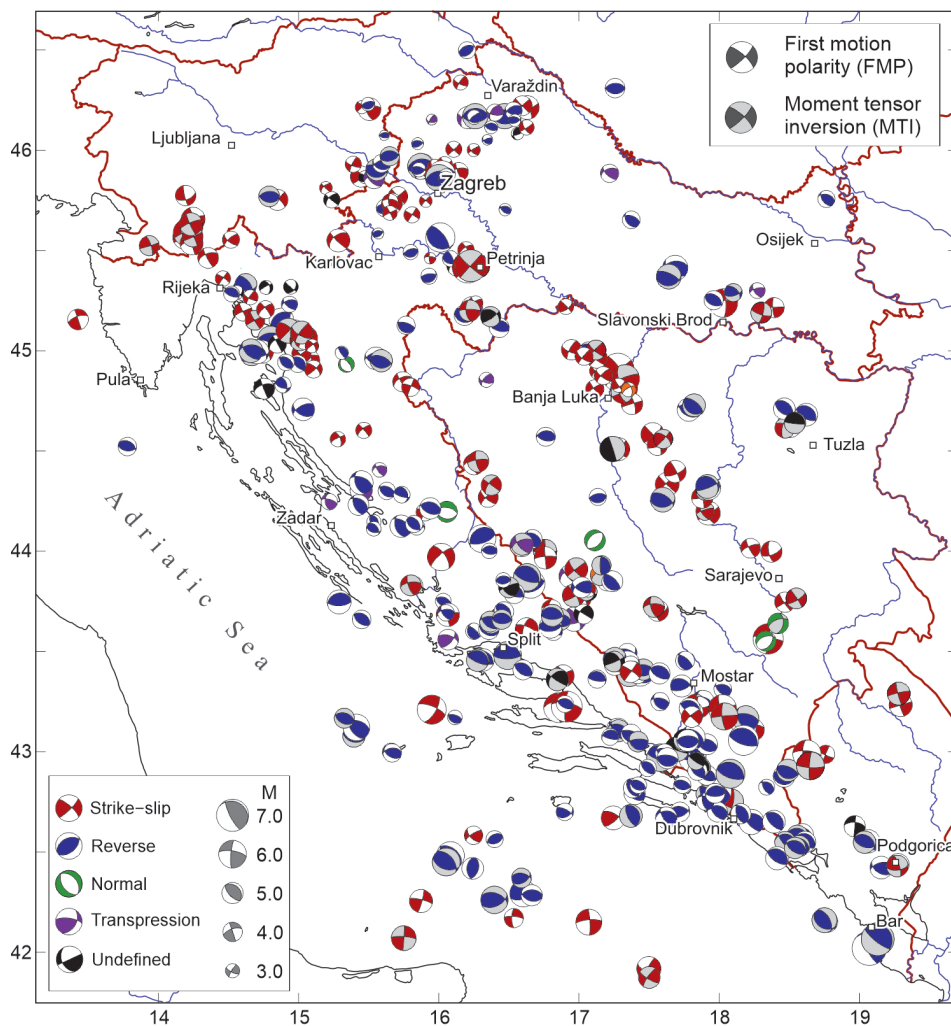 First motion
polarity (FMP)
Moment tensor
inversion (MTI)
Varaždin
Ljubljana
46
Zagreb
Osijek
Petrinja
Karlovac
Rijeka
Slavonski Brod
45
Pula
Banja Luka
Tuzla
Zadar
Adriatic Sea
44
Sarajevo
Split
Mostar
43
Dubrovnik
Podgorica
Bar
42
Strike-slip
Reverse
Normal
Transpression
Undefined
M
7.0
6.0
5.0
4.0
3.0
14 15 16 17 18 19